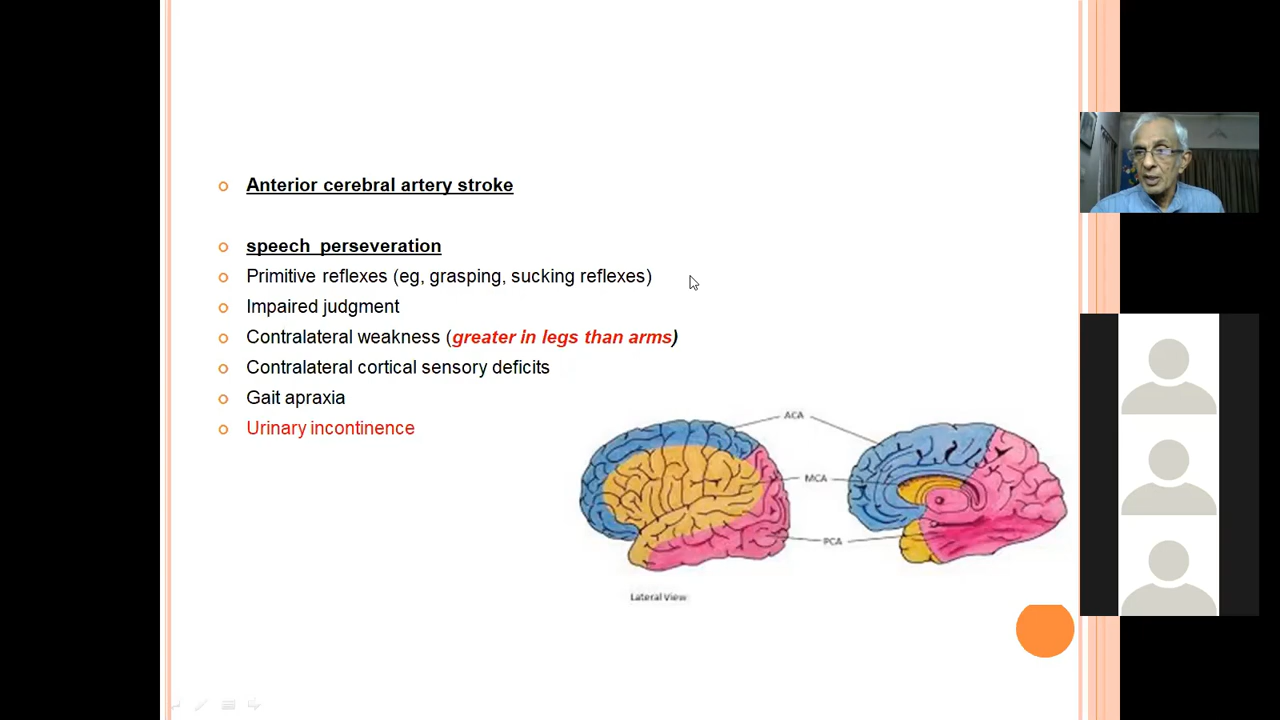 Anterior cerebral artery stroke
speech perseveration
Primitive reflexes (eg, grasping, sucking reflexes)
Impaired judgment
Contralateral weakness (greater in legs than arms)
Contralateral cortical sensory deficits
Gait apraxia
Urinary incontinence
ACA
MCA
PCA
Lateral View